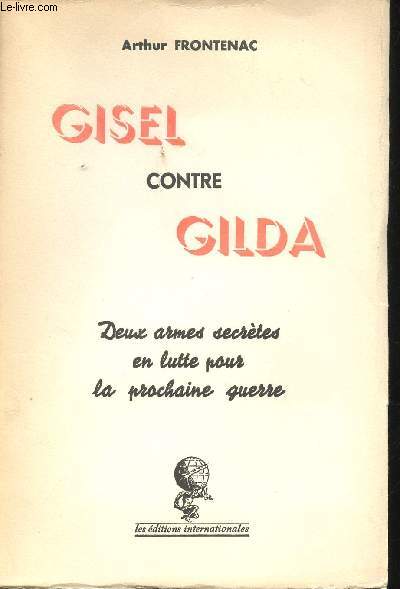 Le-livre.com
Arthur FRONTENAC
GISEL
CONTRE
GILDA
Deux armes secrètes
en lutte pour
la prochaine guerre
les éditions internationales